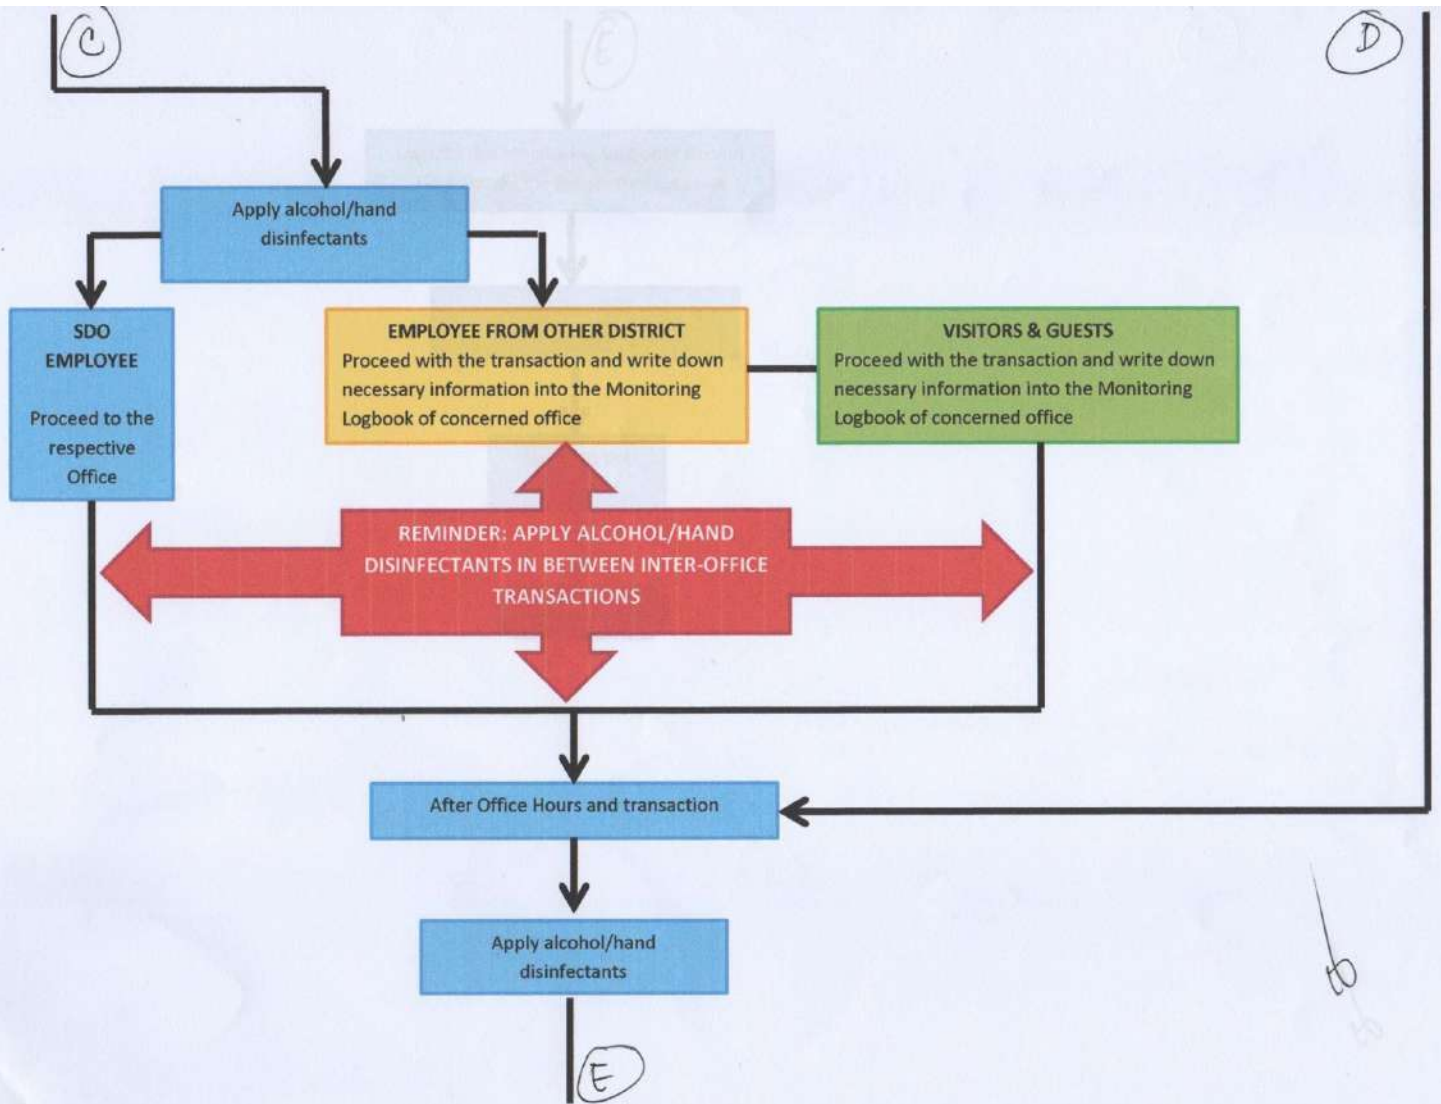 C
D
Apply alcohol/hand
disinfectants
SDO
EMPLOYEE
Proceed to the
respective
Office
EMPLOYEE FROM OTHER DISTRICT
Proceed with the transaction and write down
necessary information into the Monitoring
Logbook of concerned office
VISITORS & GUESTS
Proceed with the transaction and write down
necessary information into the Monitoring
Logbook of concerned office
REMINDER: APPLY ALCOHOL/HAND
DISINFECTANTS IN BETWEEN INTER-OFFICE
TRANSACTIONS
After Office Hours and transaction
Apply alcohol/hand
disinfectants
E